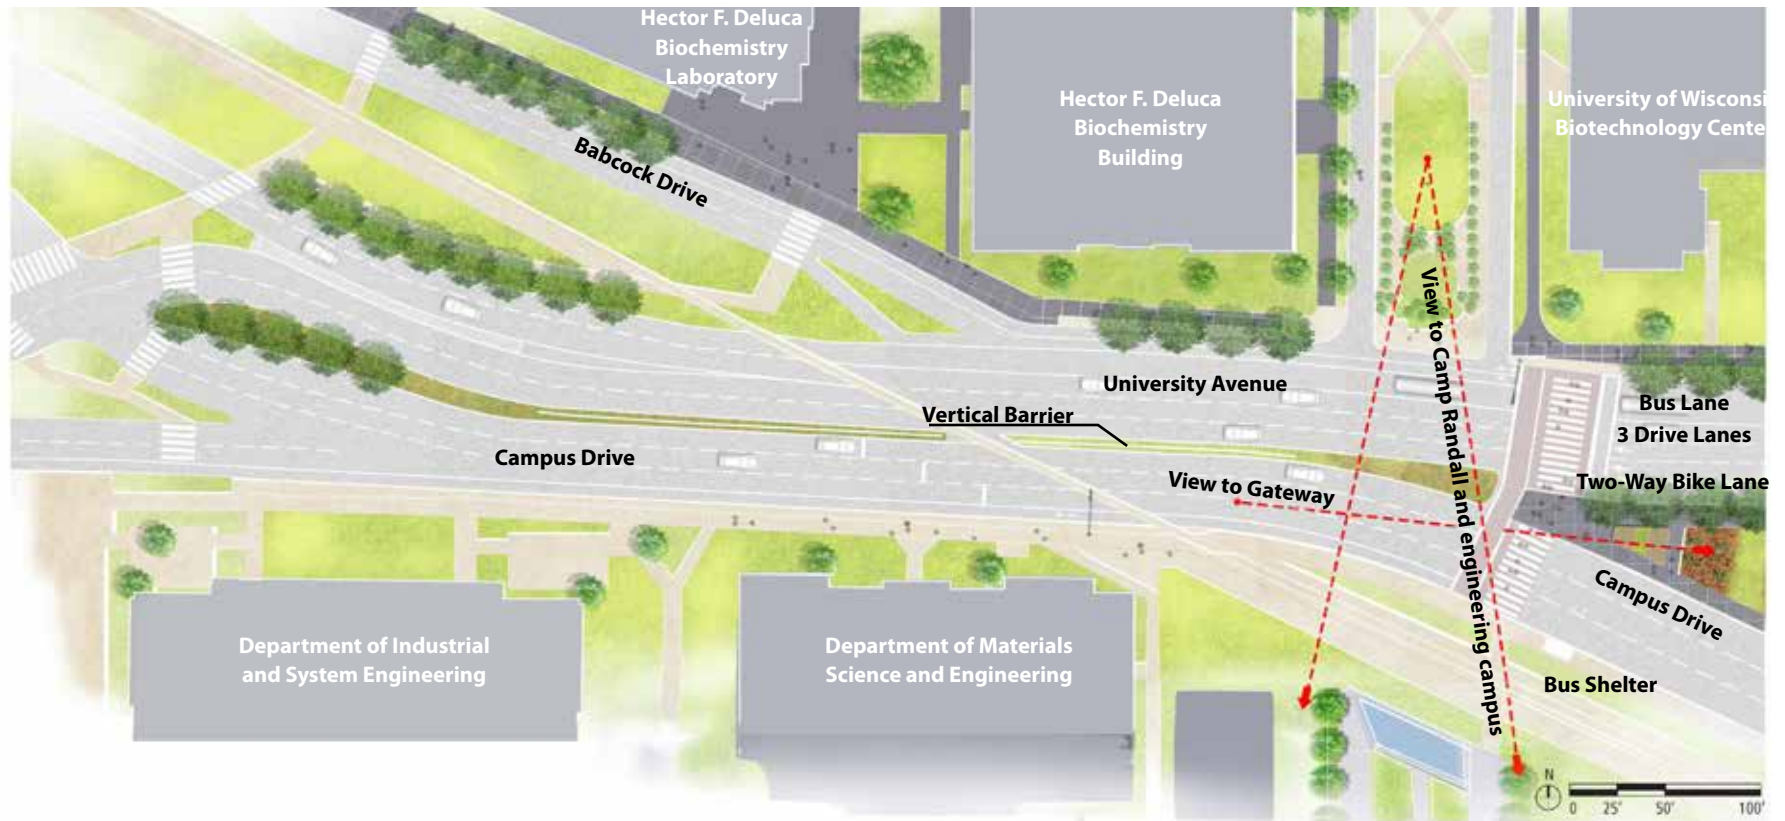 Hector F. Deluca
Biochemistry
Laboratory
Hector F. Deluca
Biochemistry
Building
University of Wisconsi
Biotechnology Cente
Babcock Drive
View to Camp Randall and engineering campus
University Avenue
Vertical Barrier
Bus Lane
3 Drive Lanes
Two-Way Bike Lane
Campus Drive
View to Gateway
Campus Drive
Department of Industrial
and System Engineering
Department of Materials
Science and Engineering
Bus Shelter
N
0 25' 50' 100'